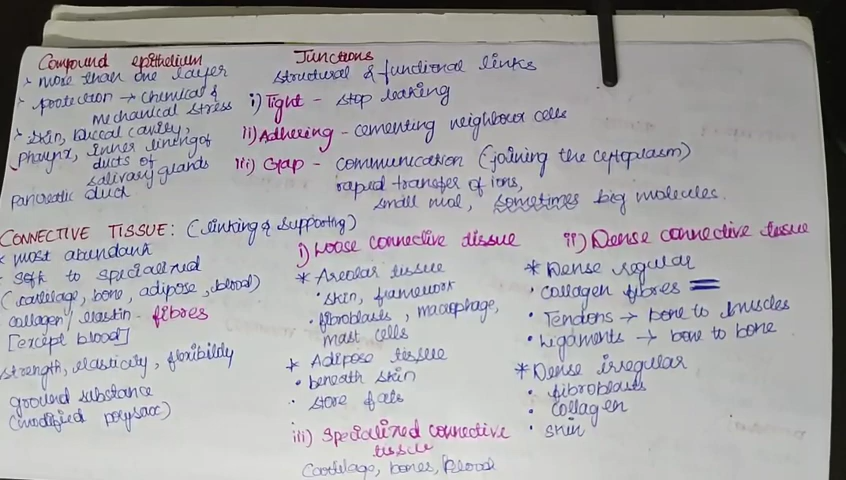 Compound epithelium
> more than one layer
> protection → chemical &
mechanical stress
> skin, buccal cavity,
pharynx, inner lining of
ducts of
salivary glands
pancreatic duct
Junctions
structural & functional links
i) Tight - stop leaking
ii) Adhering - cementing neighbour cells
iii) Gap - communication (joining the cytoplasm)
rapid transfer of ions,
small mol, sometimes big molecules.
CONNECTIVE TISSUE: (linking & supporting)
* most abundant
* soft to specialized
(cartilage, bone, adipose, blood)
collagen/elastin - fibres
[except blood]
strength, elasticity, flexibility
ground substance
(modified polysacc)
i) Loose connective tissue
* Areolar tissue
• skin, framework
• fibroblasts, macrophage,
mast cells
* Adipose tissue
• beneath skin
• store fats
ii) Dense connective tissue
* Dense regular
• collagen fibres =
• Tendons → bone to muscles
• Ligaments → bone to bone
* Dense irregular
• fibroblasts
• collagen
• skin
iii) Specialized connective
tissue
Cartilage, bones, blood